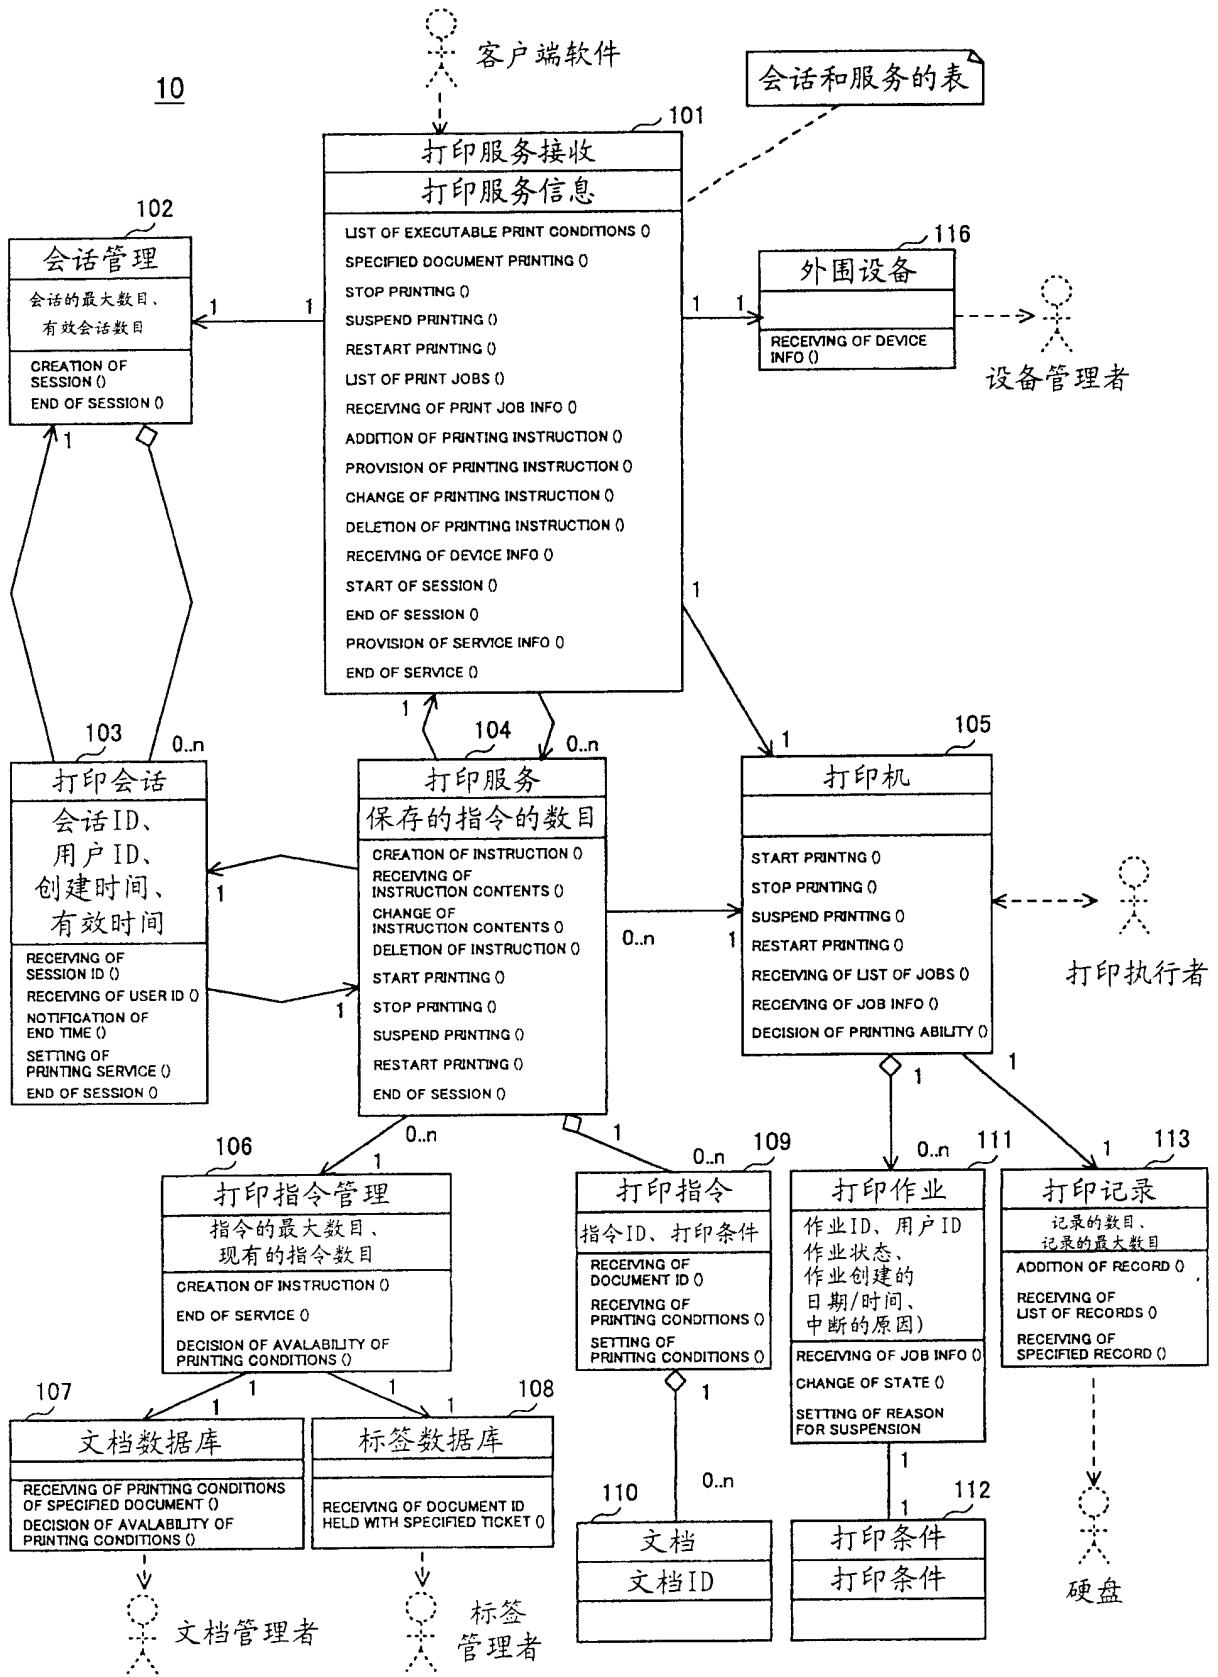 客户端软件
会话和服务的表
10
101
打印服务接收
打印服务信息
LIST OF EXECUTABLE PRINT CONDITIONS ()
SPECIFIED DOCUMENT PRINTING ()
STOP PRINTING ()
SUSPEND PRINTING ()
RESTART PRINTING ()
LIST OF PRINT JOBS ()
RECEIVING OF PRINT JOB INFO ()
ADDITION OF PRINTING INSTRUCTION ()
PROVISION OF PRINTING INSTRUCTION ()
CHANGE OF PRINTING INSTRUCTION ()
DELETION OF PRINTING INSTRUCTION ()
RECEIVING OF DEVICE INFO ()
START OF SESSION ()
END OF SESSION ()
PROVISION OF SERVICE INFO ()
END OF SERVICE ()
102
会话管理
会话的最大数目、
有效会话数目
CREATION OF
SESSION ()
END OF SESSION ()
1
1
1
1
1
116
外围设备
RECEIVING OF DEVICE
INFO ()
设备管理者
1
1
1
0..n
0..n
103
打印会话
会话ID、
用户ID、
创建时间、
有效时间
RECEIVING OF
SESSION ID ()
RECEIVING OF USER ID ()
NOTIFICATION OF
END TIME ()
SETTING OF
PRINTING SERVICE ()
END OF SESSION ()
1
1
104
打印服务
保存的指令的数目
CREATION OF INSTRUCTION ()
RECEIVING OF
INSTRUCTION CONTENTS ()
CHANGE OF
INSTRUCTION CONTENTS ()
DELETION OF INSTRUCTION ()
START PRINTING ()
STOP PRINTING ()
SUSPEND PRINTING ()
RESTART PRINTING ()
END OF SESSION ()
0..n
1
105
打印机
START PRINTNG ()
STOP PRINTING ()
SUSPEND PRINTING ()
RESTART PRINTING ()
RECEIVING OF LIST OF JOBS ()
RECEIVING OF JOB INFO ()
DECISION OF PRINTING ABILITY ()
打印执行者
0..n
1
1
0..n
1
0..n
1
1
106
打印指令管理
指令的最大数目、
现有的指令数目
CREATION OF INSTRUCTION ()
END OF SERVICE ()
DECISION OF AVALABILITY OF
PRINTING CONDITIONS ()
109
打印指令
指令ID、打印条件
RECEIVING OF
DOCUMENT ID ()
RECEIVING OF
PRINTING CONDITIONS ()
SETTING OF
PRINTING CONDITIONS ()
111
打印作业
作业ID、用户ID
作业状态、
作业创建的
日期/时间、
中断的原因)
RECEIVING OF JOB INFO ()
CHANGE OF STATE ()
SETTING OF REASON
FOR SUSPENSION
113
打印记录
记录的数目、
记录的最大数目
ADDITION OF RECORD ()
RECEIVING OF
LIST OF RECORDS ()
RECEIVING OF
SPECIFIED RECORD ()
1
1
1
1
107
文档数据库
RECEIVING OF PRINTING CONDITIONS
OF SPECIFIED DOCUMENT ()
DECISION OF AVALABILITY OF
PRINTING CONDITIONS ()
108
标签数据库
RECEIVING OF DOCUMENT ID
HELD WITH SPECIFIED TICKET ()
1
0..n
110
文档
文档ID
1
1
112
打印条件
打印条件
硬盘
文档管理者
标签
管理者